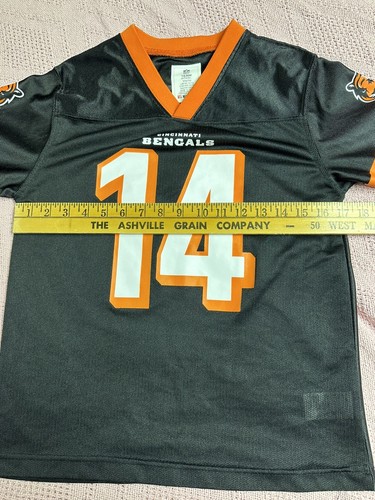 CINCINNATI
BENGALS
14
1 2 3 4 5 6 7 8 9 10 11 12 13 14 15 16 17 18
THE ASHVILLE GRAIN COMPANY — 50 WEST